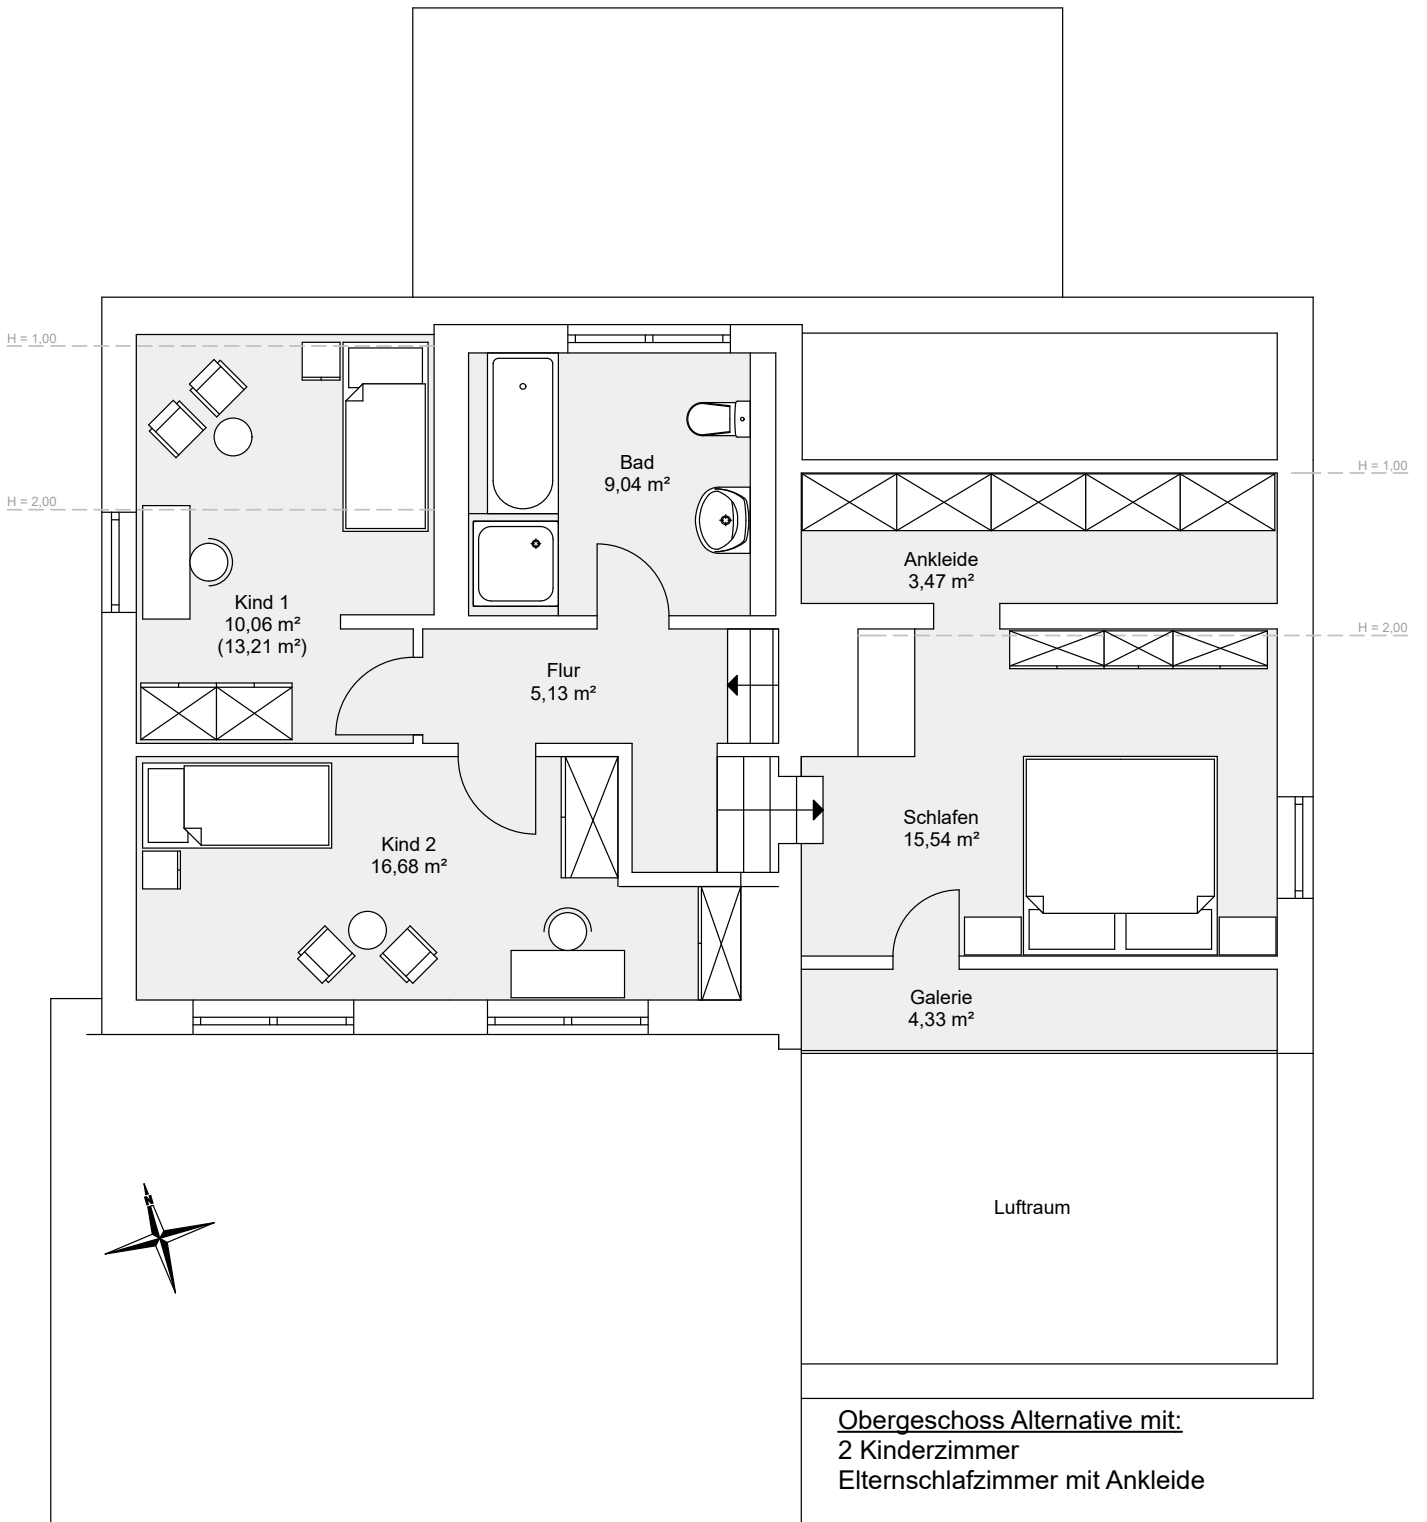 H = 1,00
Bad
9,04 m²
H = 1,00
H = 2,00
Ankleide
3,47 m²
Kind 1
10,06 m²
(13,21 m²)
H = 2,00
Flur
5,13 m²
Schlafen
15,54 m²
Kind 2
16,68 m²
Galerie
4,33 m²
N
Luftraum
Obergeschoss Alternative mit:
2 Kinderzimmer
Elternschlafzimmer mit Ankleide